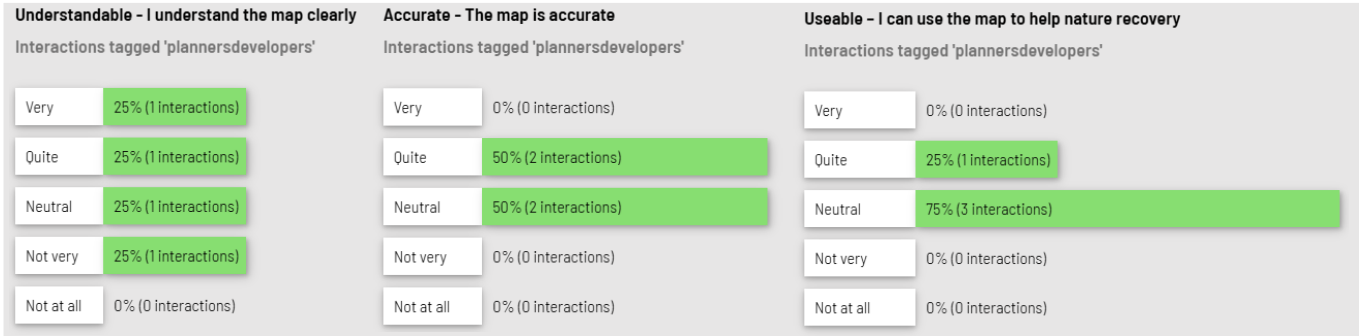 Understandable - I understand the map clearly
Interactions tagged 'plannersdevelopers'
Very 25% (1 interactions)
Quite 25% (1 interactions)
Neutral 25% (1 interactions)
Not very 25% (1 interactions)
Not at all 0% (0 interactions)
Accurate - The map is accurate
Interactions tagged 'plannersdevelopers'
Very 0% (0 interactions)
Quite 50% (2 interactions)
Neutral 50% (2 interactions)
Not very 0% (0 interactions)
Not at all 0% (0 interactions)
Useable – I can use the map to help nature recovery
Interactions tagged 'plannersdevelopers'
Very 0% (0 interactions)
Quite 25% (1 interactions)
Neutral 75% (3 interactions)
Not very 0% (0 interactions)
Not at all 0% (0 interactions)